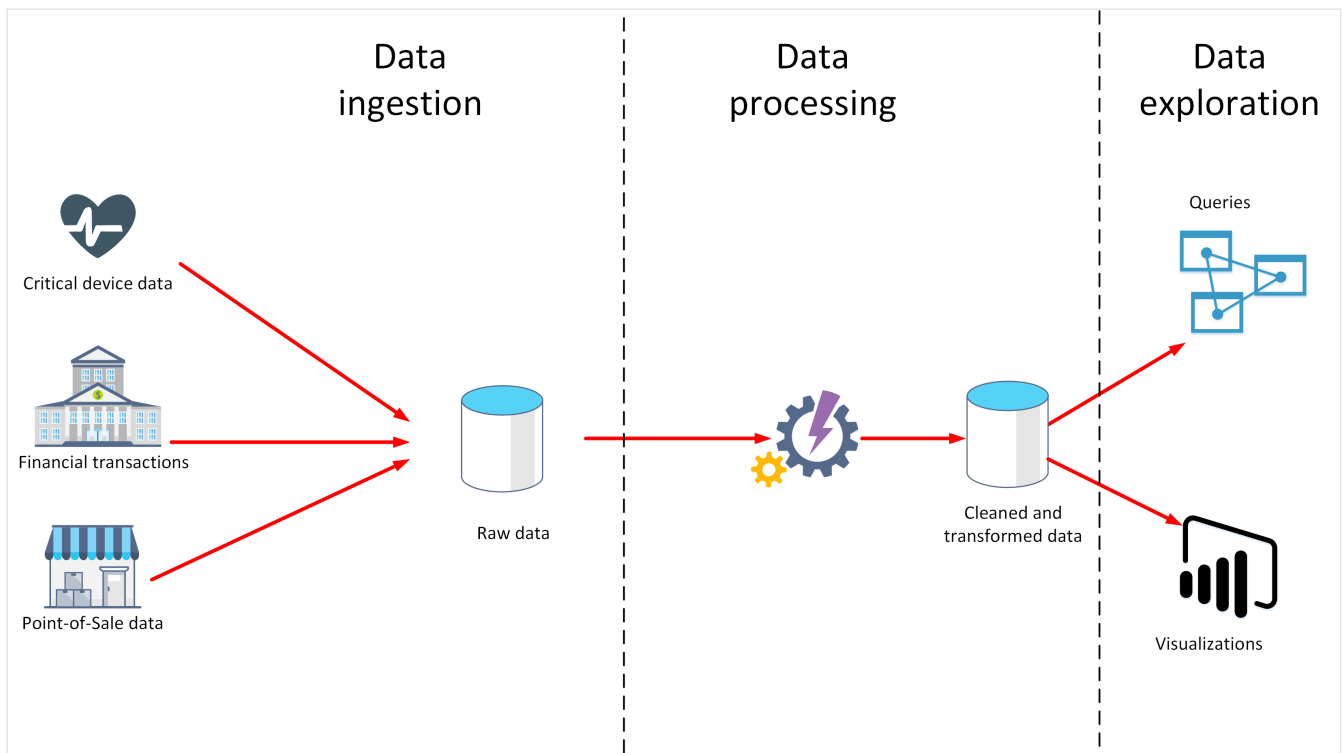 Data
ingestion
Data
processing
Data
exploration
Critical device data
Financial transactions
$
Point-of-Sale data
Raw data
Cleaned and
transformed data
Queries
Visualizations